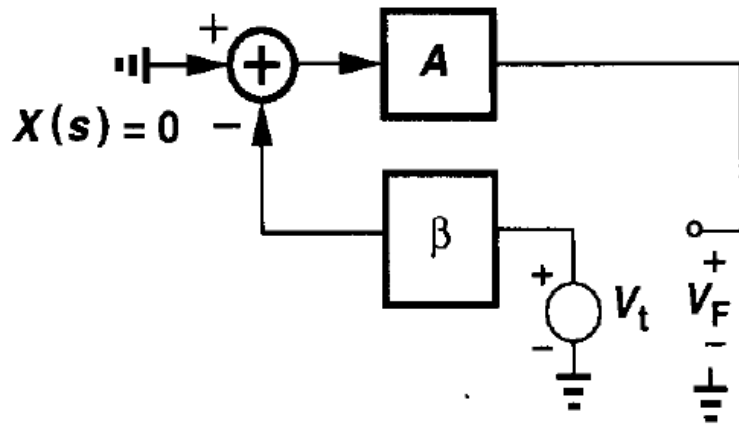 +
+
A
X(s) = 0
−
β
+
V_t
−
+
V_F
−